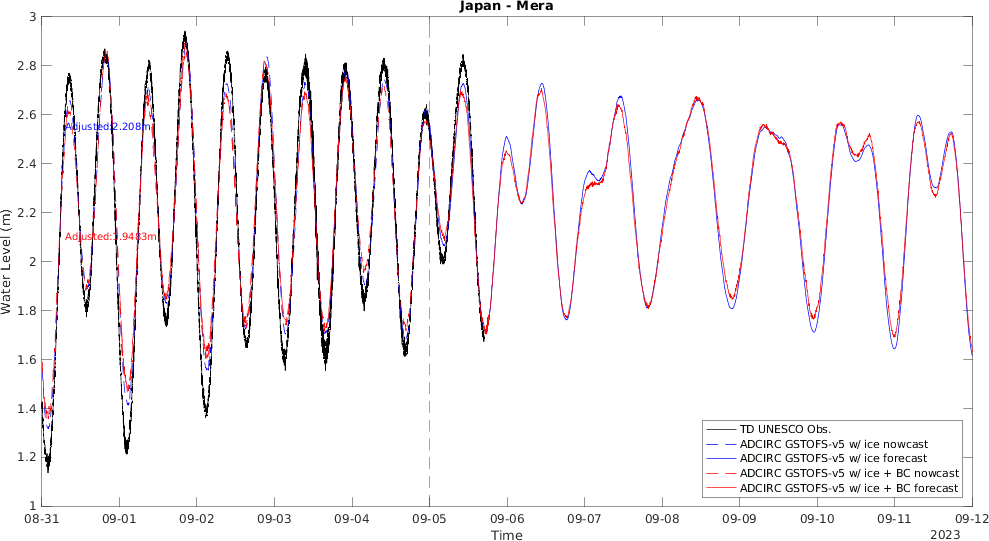 Japan - Mera
Water Level (m)
3
2.8
2.6
2.4
2.2
2
1.8
1.6
1.4
1.2
1
Adjusted:2.208m
Adjusted:1.9483m
TD UNESCO Obs.
ADCIRC GSTOFS-v5 w/ ice nowcast
ADCIRC GSTOFS-v5 w/ ice forecast
ADCIRC GSTOFS-v5 w/ ice + BC nowcast
ADCIRC GSTOFS-v5 w/ ice + BC forecast
08-31 09-01 09-02 09-03 09-04 09-05 09-06 09-07 09-08 09-09 09-10 09-11 09-12
Time
2023